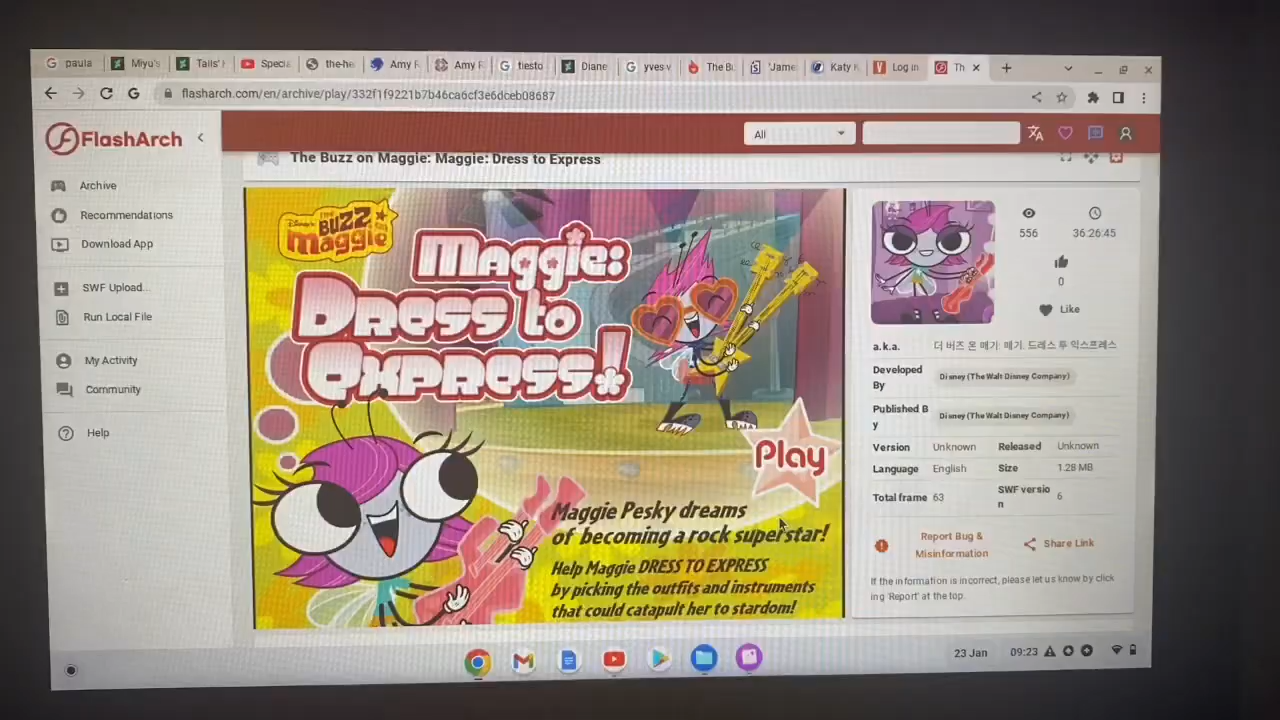 paula
Miyu's
Tails'
Specia
the-he
Amy R
Amy R
tiesto
Diane
yves v
The Bu
'Jame
Katy
Log in
Th
flasharch.com/en/archive/play/332f1f9221b7b46ca6cf3e6dceb08687
FlashArch
All
The Buzz on Maggie: Maggie: Dress to Express
Archive
Recommendations
Download App
SWF Upload...
Run Local File
My Activity
Community
Help
Disney's
THE BUZZ ON maggie
Maggie:
Dress to
express!
Play
Maggie Pesky dreams
of becoming a rock superstar!
Help Maggie DRESS TO EXPRESS
by picking the outfits and instruments
that could catapult her to stardom!
556
36:26:45
0
Like
a.k.a. 더 버즈 온 매기: 매기: 드레스 투 익스프레스
Developed
By
Disney (The Walt Disney Company)
Published B
y
Disney (The Walt Disney Company)
Version Unknown Released Unknown
Language English Size 1.28 MB
Total frame 63 SWF versio
n 6
Report Bug &
Misinformation
Share Link
If the information is incorrect, please let us know by click
ing 'Report' at the top.
23 Jan 09:23